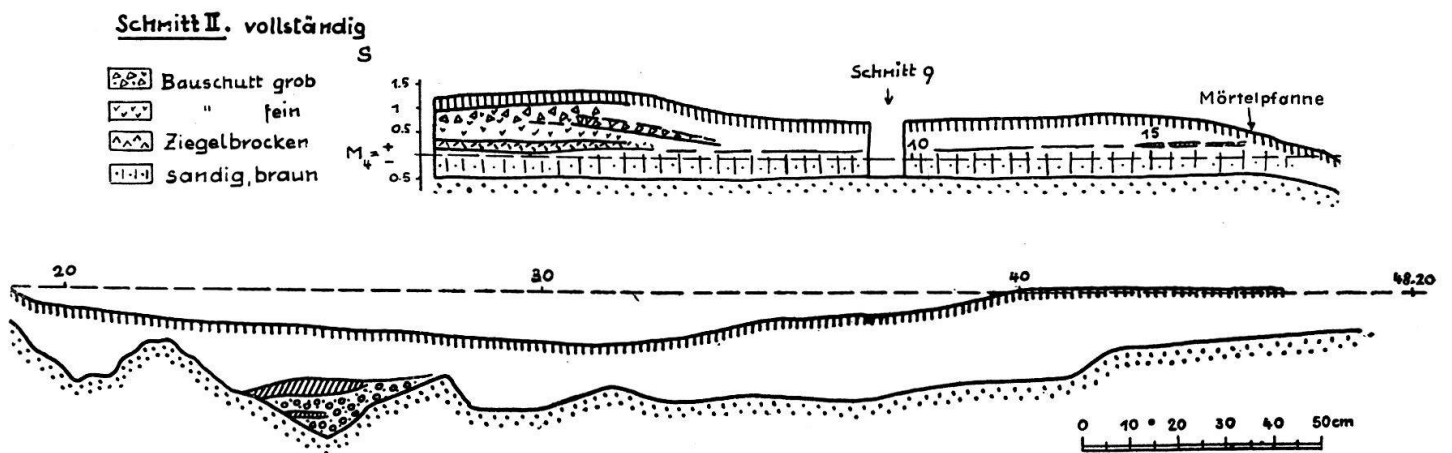 Schnitt II. vollständig
S
Bauschutt grob
" fein
Ziegelbrocken
sandig, braun
1.5
1
0.5
M4 = +
-
0.5
Schnitt 9
10
15
Mörtelpfanne
20 30 40 48.20
0 10 20 30 40 50cm